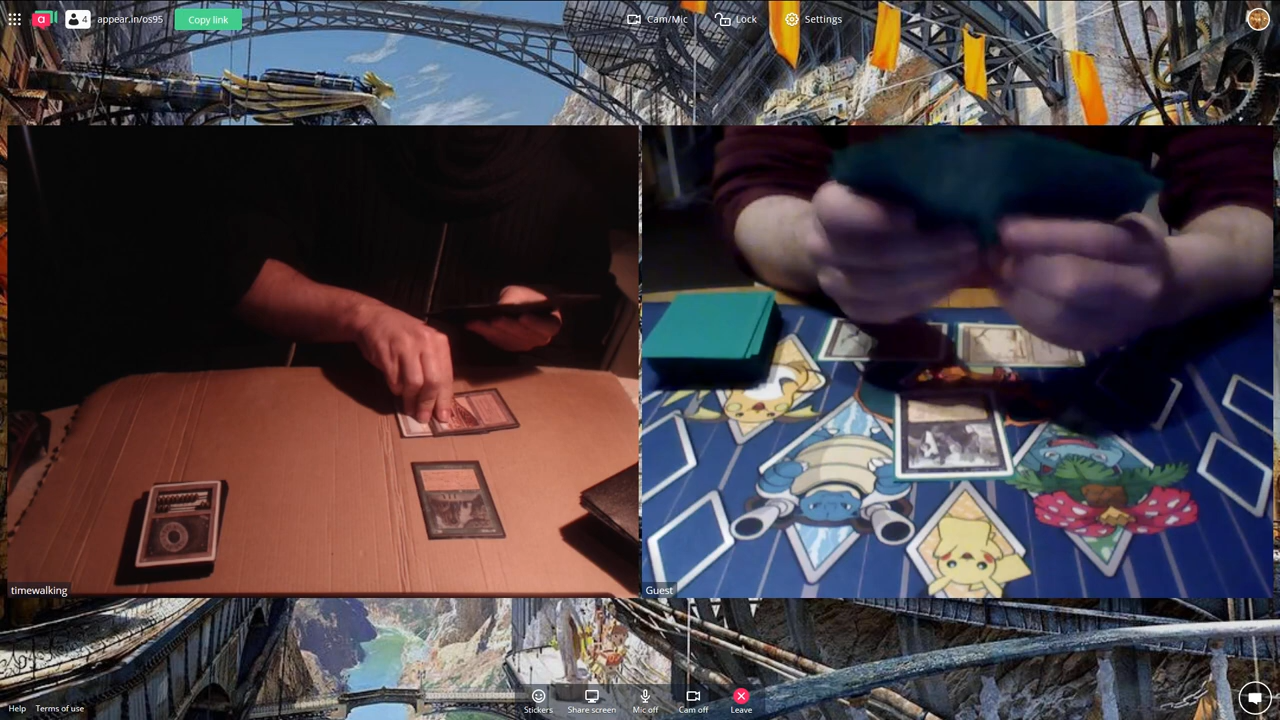 a
4
appear.in/os95
Copy link
Cam/Mic
Lock
Settings
timewalking
Guest
Help
Terms of use
Stickers
Share screen
Mic off
Cam off
Leave